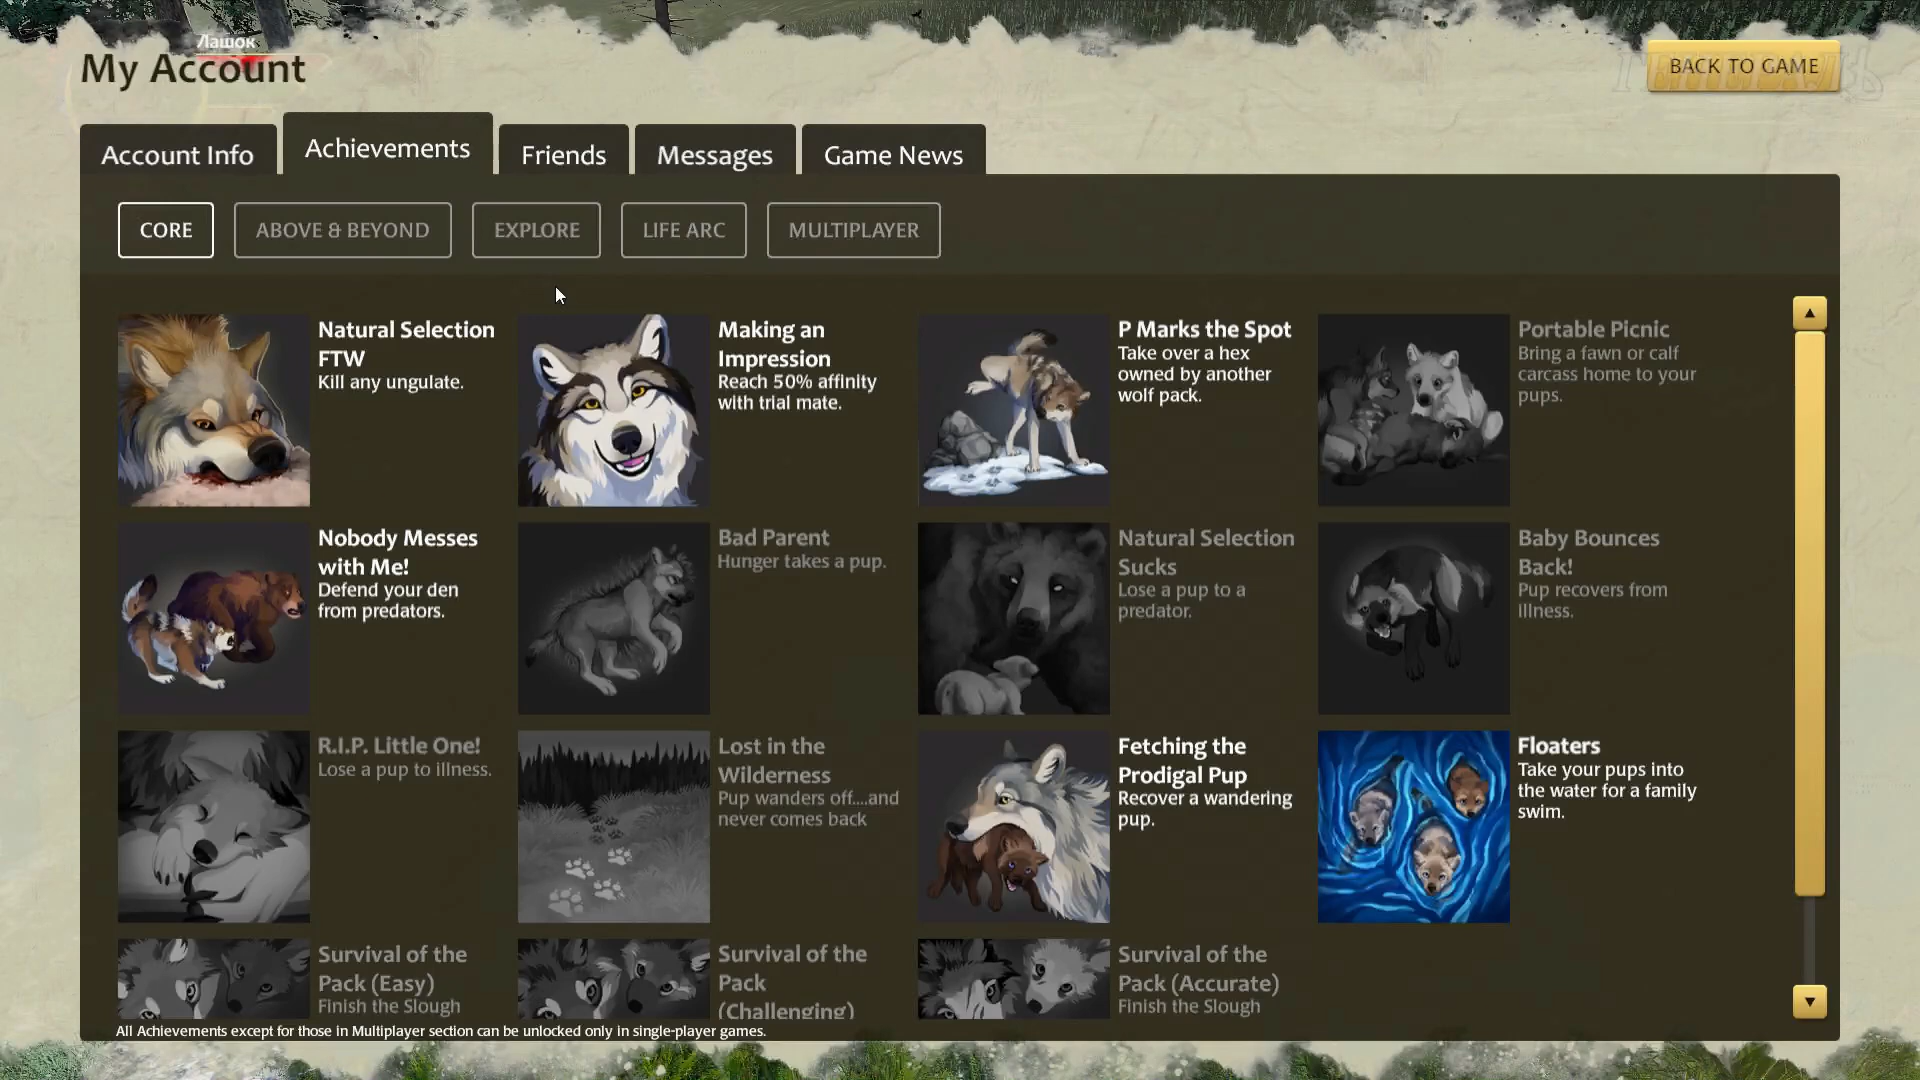 Лашок
My Account
BACK TO GAME
Account Info
Achievements
Friends
Messages
Game News
CORE
ABOVE & BEYOND
EXPLORE
LIFE ARC
MULTIPLAYER
Natural Selection
FTW
Kill any ungulate.
Making an
Impression
Reach 50% affinity
with trial mate.
P Marks the Spot
Take over a hex
owned by another
wolf pack.
Portable Picnic
Bring a fawn or calf
carcass home to your
pups.
Nobody Messes
with Me!
Defend your den
from predators.
Bad Parent
Hunger takes a pup.
Natural Selection
Sucks
Lose a pup to a
predator.
Baby Bounces
Back!
Pup recovers from
illness.
R.I.P. Little One!
Lose a pup to illness.
Lost in the
Wilderness
Pup wanders off....and
never comes back
Fetching the
Prodigal Pup
Recover a wandering
pup.
Floaters
Take your pups into
the water for a family
swim.
Survival of the
Pack (Easy)
Finish the Slough
Survival of the
Pack
(Challenging)
Survival of the
Pack (Accurate)
Finish the Slough
All Achievements except for those in Multiplayer section can be unlocked only in single-player games.